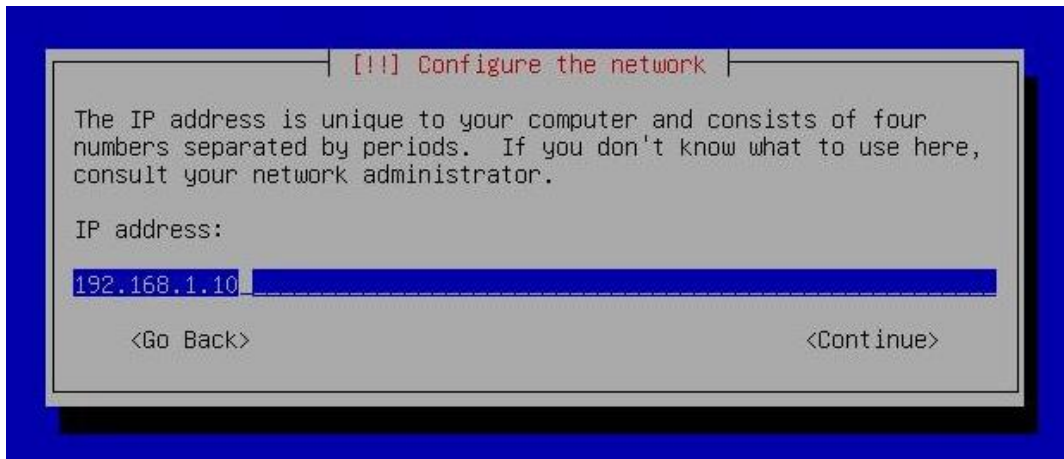 [!!] Configure the network
The IP address is unique to your computer and consists of four
numbers separated by periods.  If you don't know what to use here,
consult your network administrator.
IP address:
192.168.1.10
<Go Back> <Continue>